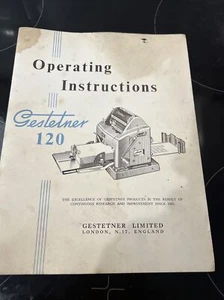 Operating
Instructions
Gestetner
120
THE EXCELLENCE OF GESTETNER PRODUCTS IS THE RESULT OF
CONTINUOUS RESEARCH AND IMPROVEMENT SINCE 1881.
GESTETNER LIMITED
LONDON, N.17, ENGLAND